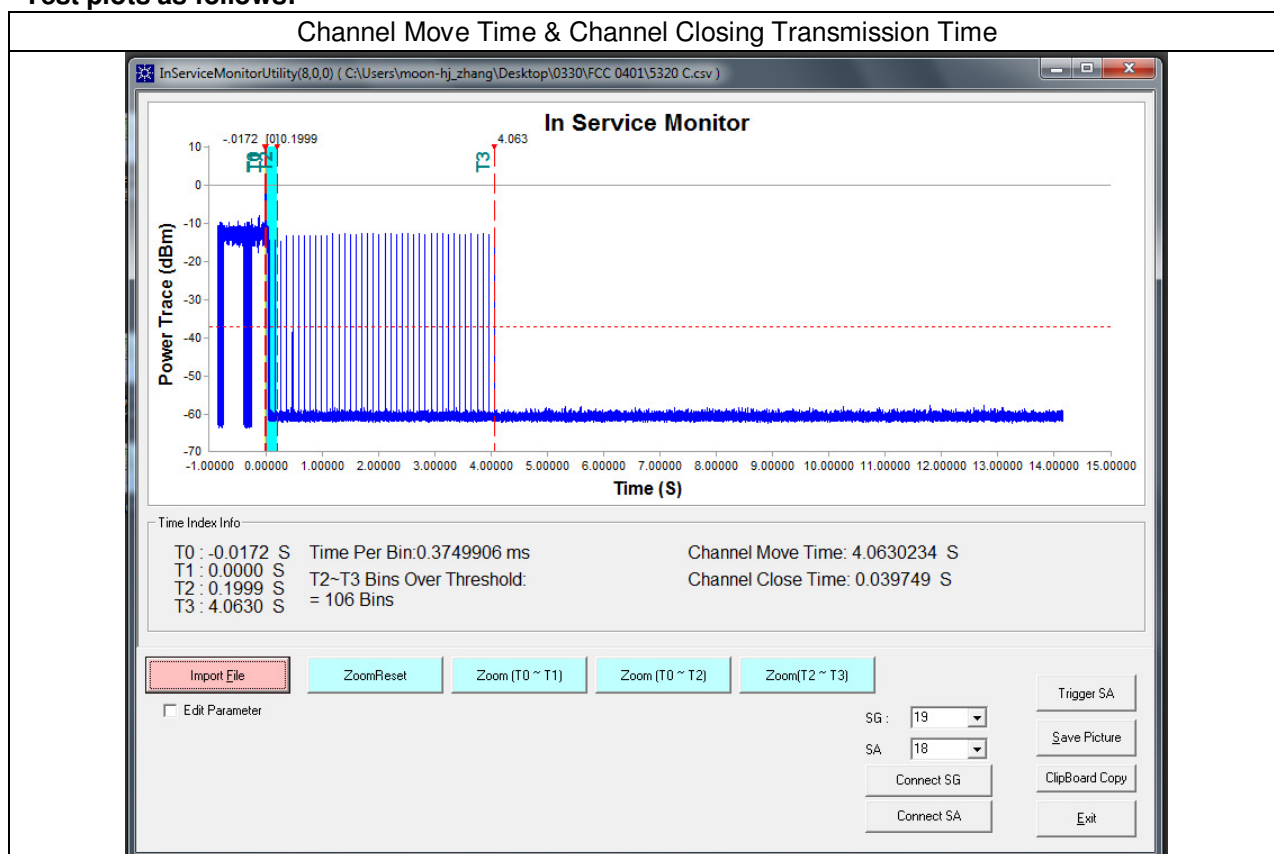 Test plots as follows:
Channel Move Time & Channel Closing Transmission Time
InServiceMonitorUtility(8,0,0) ( C:\Users\moon-hj_zhang\Desktop\0330\FCC 0401\5320 C.csv )
In Service Monitor
-.0172 [0]0.1999
4.063
T2
T3
Power Trace (dBm)
10
0
-10
-20
-30
-40
-50
-60
-70
-1.00000 0.00000 1.00000 2.00000 3.00000 4.00000 5.00000 6.00000 7.00000 8.00000 9.00000 10.00000 11.00000 12.00000 13.00000 14.00000 15.00000
Time (S)
Time Index Info
T0 : -0.0172 S
T1 : 0.0000 S
T2 : 0.1999 S
T3 : 4.0630 S
Time Per Bin:0.3749906 ms
T2~T3 Bins Over Threshold:
= 106 Bins
Channel Move Time: 4.0630234 S
Channel Close Time: 0.039749 S
Import File
ZoomReset
Zoom (T0 ~ T1)
Zoom (T0 ~ T2)
Zoom(T2 ~ T3)
Edit Parameter
SG : 19
SA 18
Connect SG
Connect SA
Trigger SA
Save Picture
ClipBoard Copy
Exit